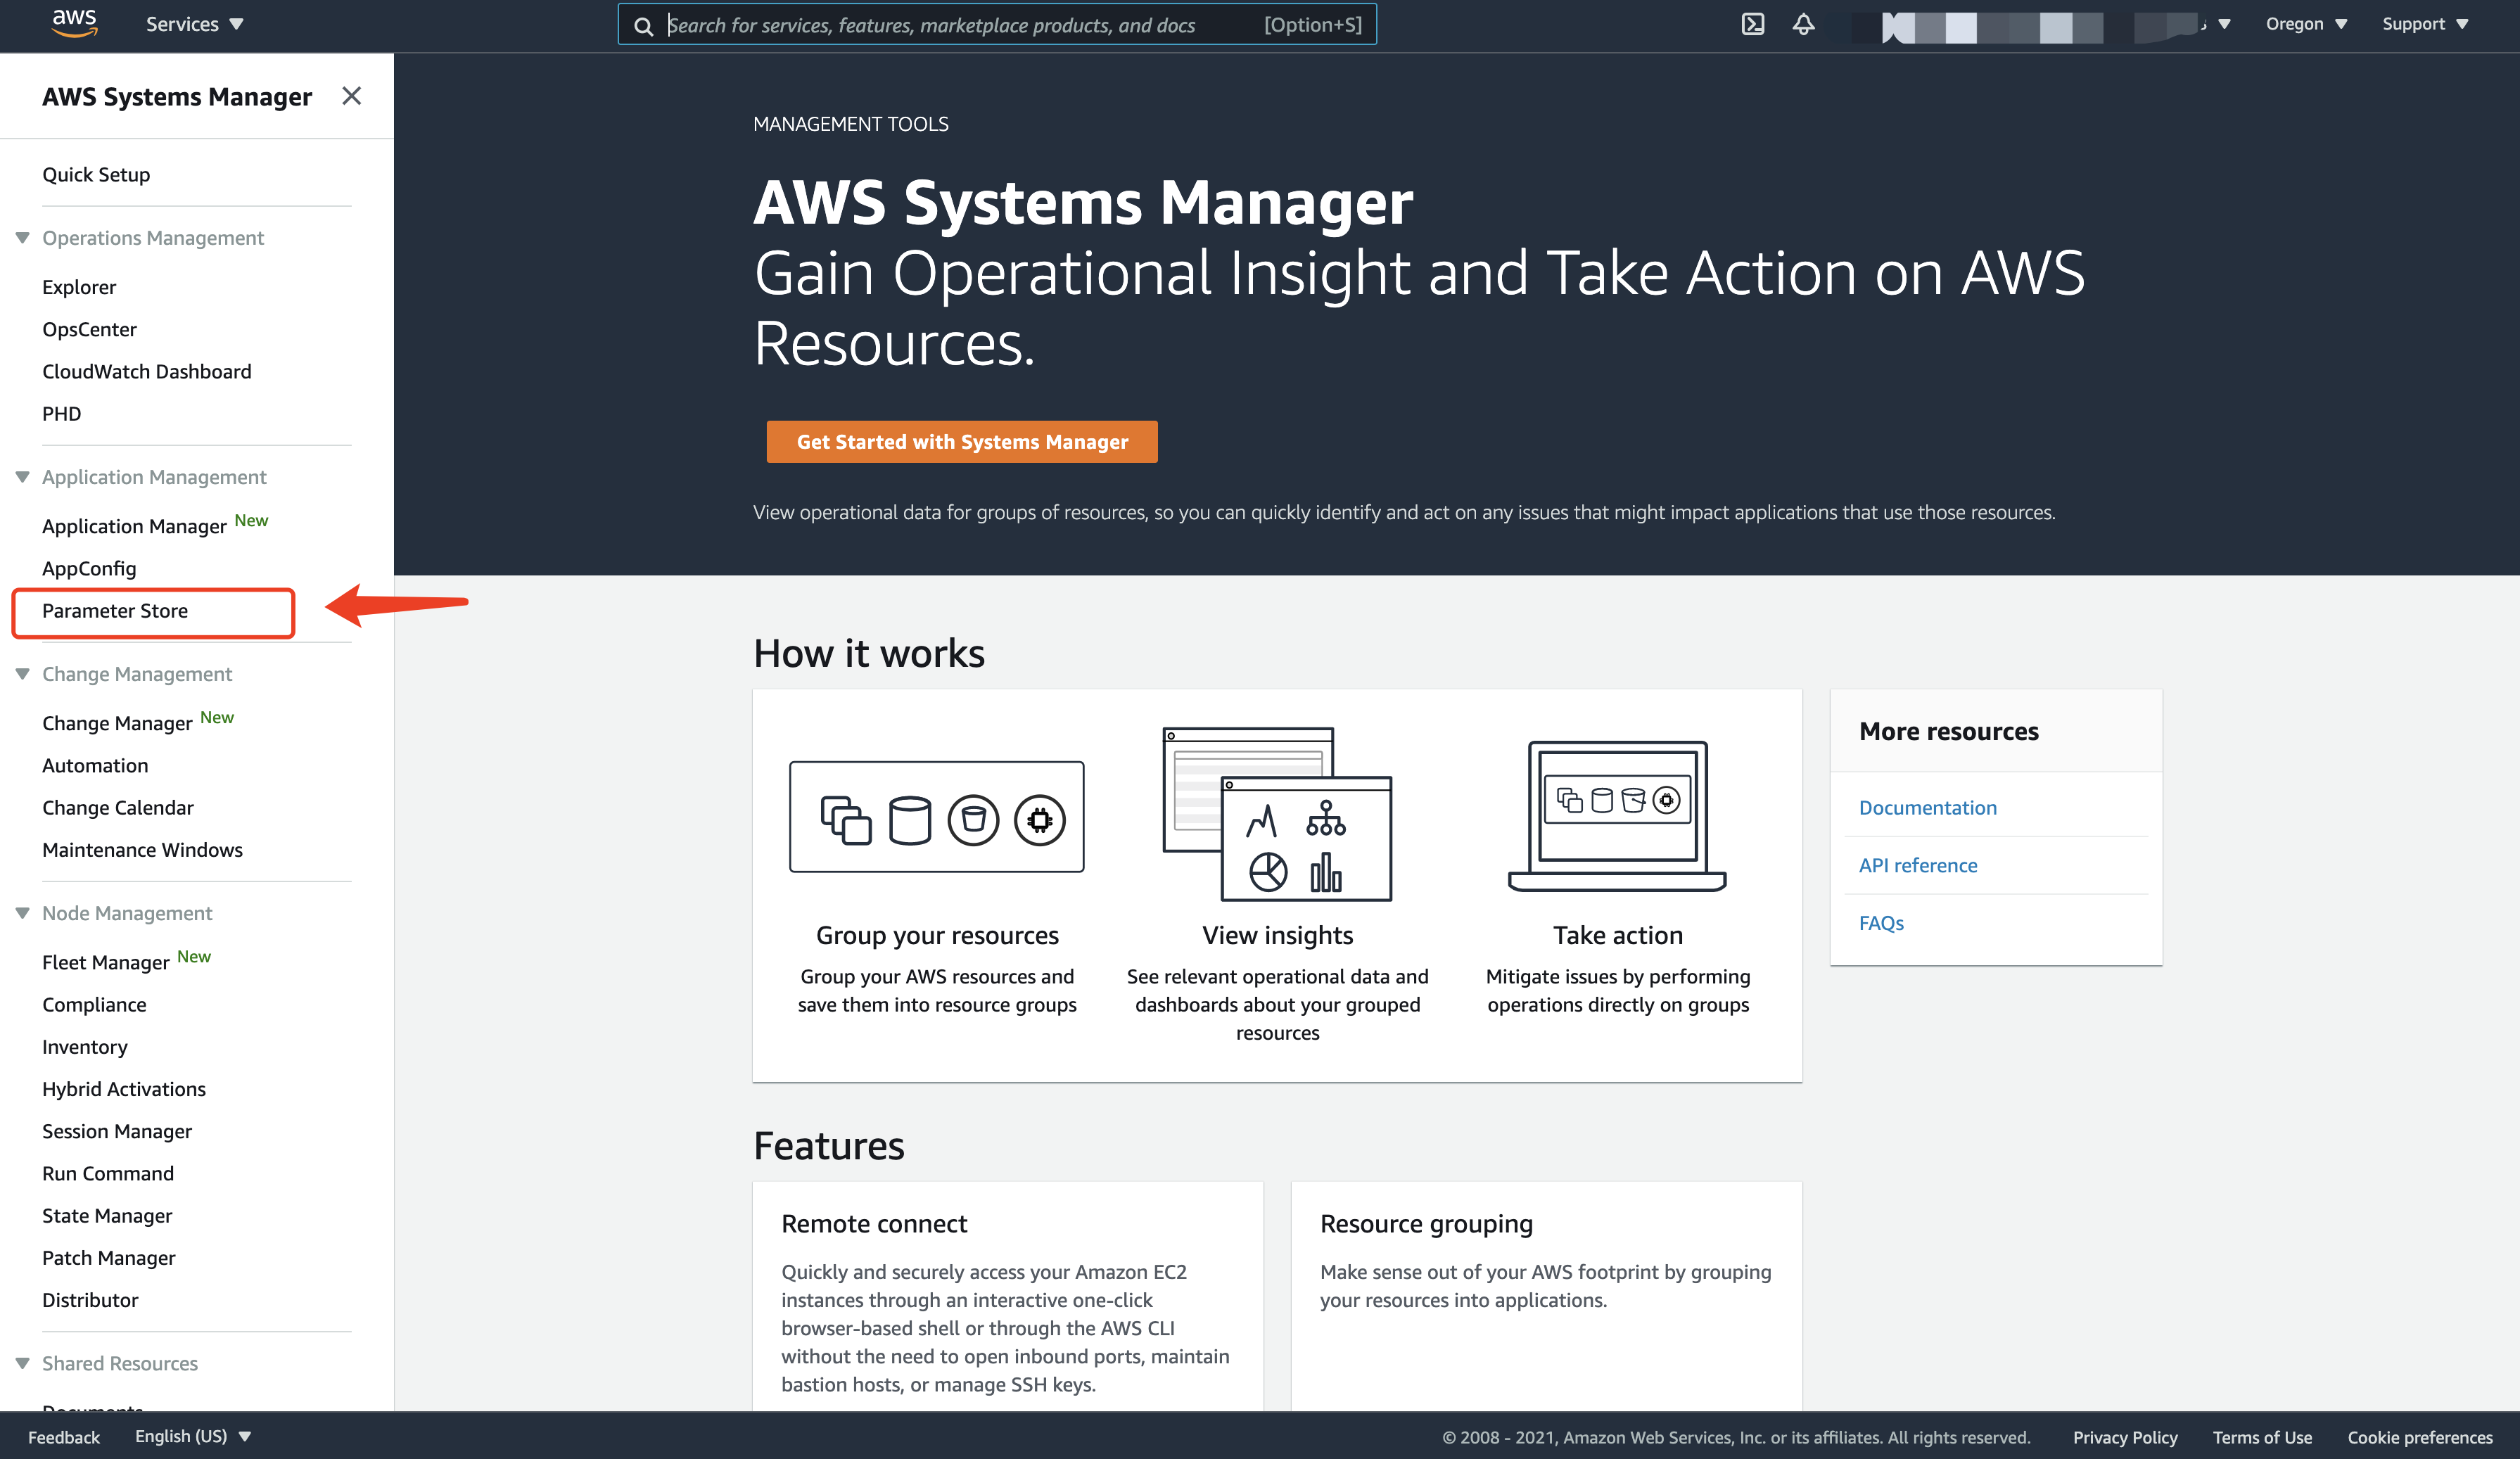 aws
Services
Search for services, features, marketplace products, and docs
[Option+S]
Oregon
Support
AWS Systems Manager
Quick Setup
Operations Management
Explorer
OpsCenter
CloudWatch Dashboard
PHD
Application Management
Application Manager New
AppConfig
Parameter Store
Change Management
Change Manager New
Automation
Change Calendar
Maintenance Windows
Node Management
Fleet Manager New
Compliance
Inventory
Hybrid Activations
Session Manager
Run Command
State Manager
Patch Manager
Distributor
Shared Resources
Documents
MANAGEMENT TOOLS
AWS Systems Manager
Gain Operational Insight and Take Action on AWS
Resources.
Get Started with Systems Manager
View operational data for groups of resources, so you can quickly identify and act on any issues that might impact applications that use those resources.
How it works
Group your resources
Group your AWS resources and
save them into resource groups
View insights
See relevant operational data and
dashboards about your grouped
resources
Take action
Mitigate issues by performing
operations directly on groups
More resources
Documentation
API reference
FAQs
Features
Remote connect
Quickly and securely access your Amazon EC2
instances through an interactive one-click
browser-based shell or through the AWS CLI
without the need to open inbound ports, maintain
bastion hosts, or manage SSH keys.
Resource grouping
Make sense out of your AWS footprint by grouping
your resources into applications.
Feedback
English (US)
© 2008 - 2021, Amazon Web Services, Inc. or its affiliates. All rights reserved.
Privacy Policy
Terms of Use
Cookie preferences